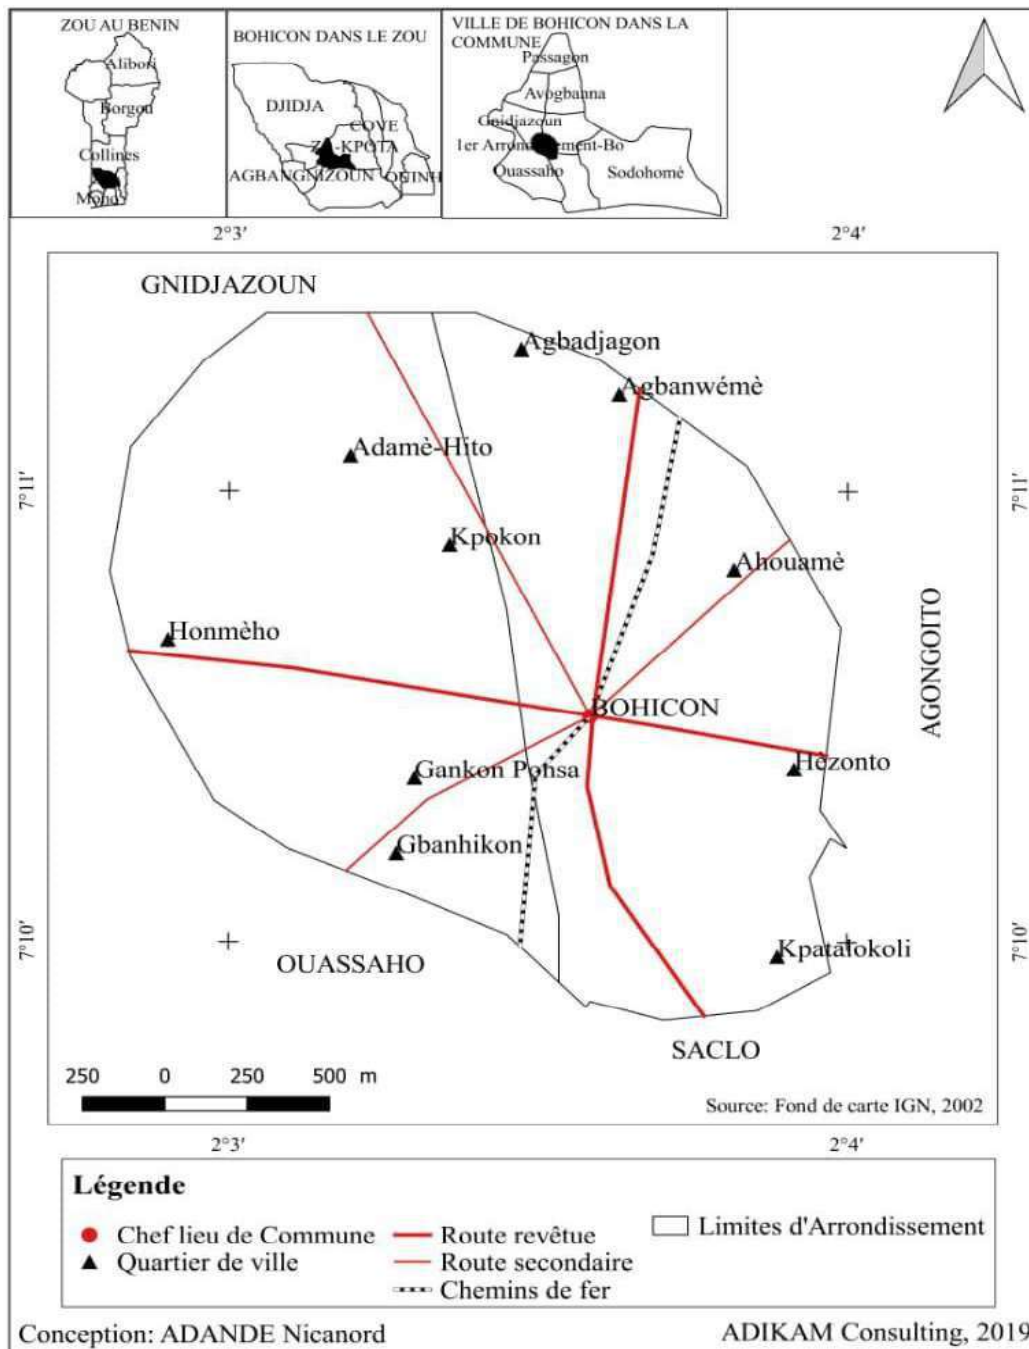 ZOU AU BENIN
Alibori
Borgou
Collines
Mono
BOHICON DANS LE ZOU
DJIDJA
COVE
AGBANGNIZOUN
VILLE DE BOHICON DANS LA
COMMUNE
Passagon
Avogbanna
Gnidjazoun
Ouassaho
Sodohomè
2°3' 2°4'
GNIDJAZOUN
Agbadjagon
Agbanwémè
Adamè-Hito
7°11' 7°11'
Kpokon
Ahouamè
Honmèho
AGONGOITO
BOHICON
Hèzonto
Gankon Pohsa
Gbanhikon
7°10' 7°10'
Kpatalokoli
OUASSAHO
SACLO
250 0 250 500 m
Source: Fond de carte IGN, 2002
2°3' 2°4'
Légende
Chef lieu de Commune
Quartier de ville
Route revêtue
Route secondaire
Chemins de fer
Limites d'Arrondissement
Conception: ADANDE Nicanord
ADIKAM Consulting, 2019